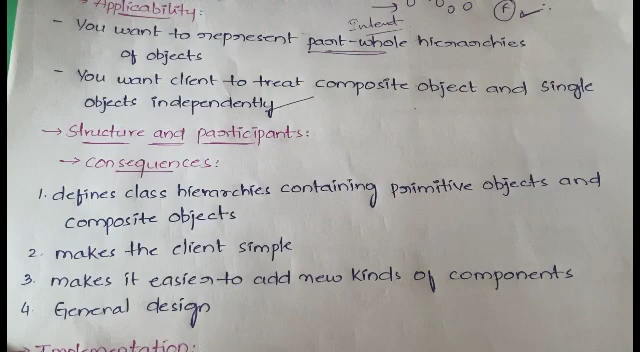 → Applicability:
Intent
- You want to represent part-whole hierarchies
of objects
- You want client to treat composite object and single
objects independently
→ Structure and participants:
→ consequences:
1. defines class hierarchies containing primitive objects and
composite objects
2. makes the client simple
3. makes it easier to add new kinds of components
4. General design
→ Implementation: